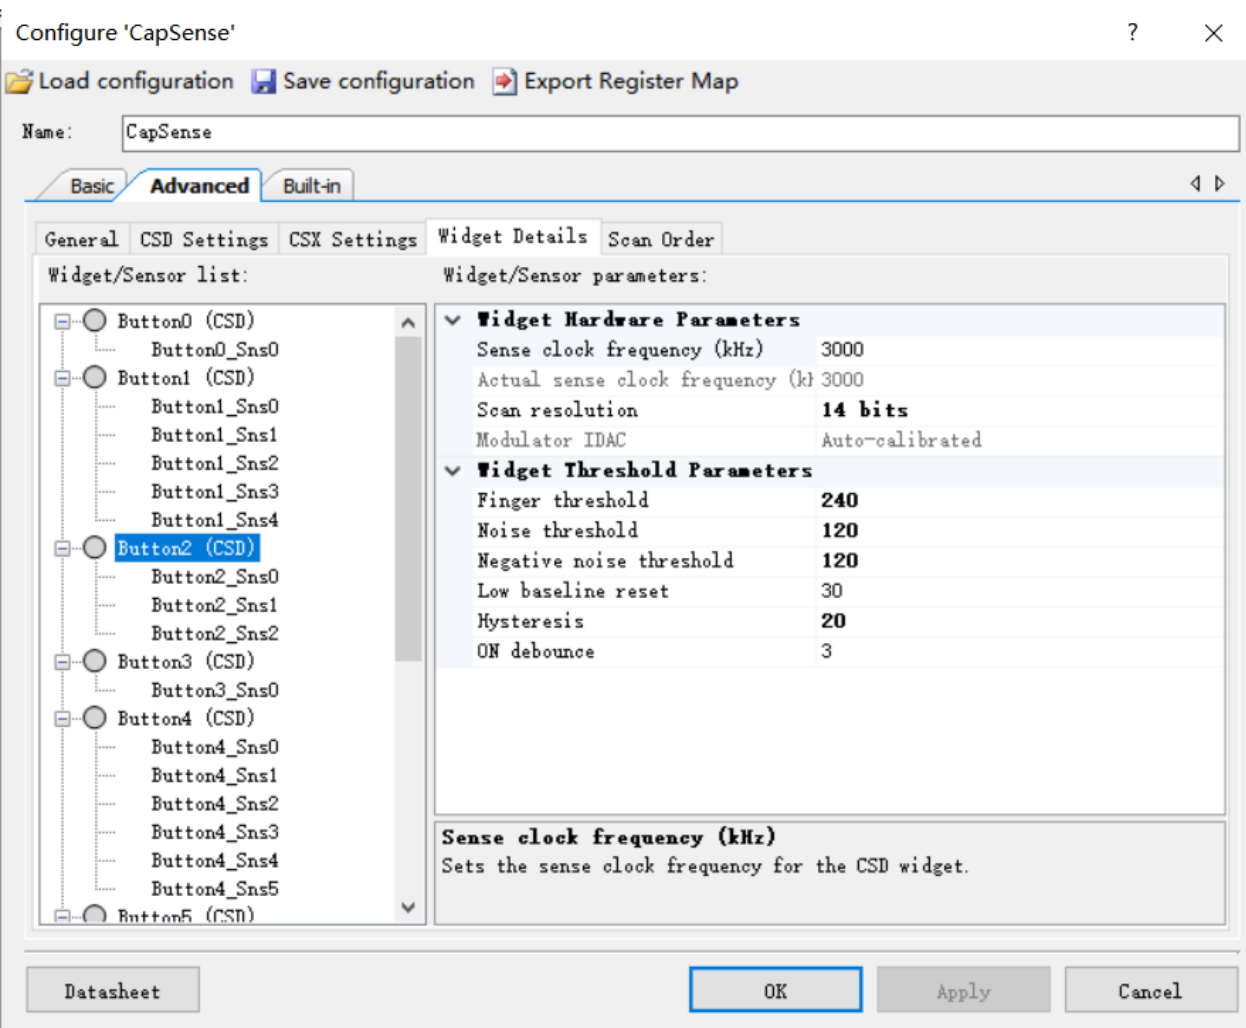 Configure 'CapSense'
?
Load configuration Save configuration Export Register Map
Name: CapSense
Basic Advanced Built-in
General CSD Settings CSX Settings Widget Details Scan Order
Widget/Sensor list:
Button0 (CSD)
Button0_Sns0
Button1 (CSD)
Button1_Sns0
Button1_Sns1
Button1_Sns2
Button1_Sns3
Button1_Sns4
Button2 (CSD)
Button2_Sns0
Button2_Sns1
Button2_Sns2
Button3 (CSD)
Button3_Sns0
Button4 (CSD)
Button4_Sns0
Button4_Sns1
Button4_Sns2
Button4_Sns3
Button4_Sns4
Button4_Sns5
Button5 (CSD)
Widget/Sensor parameters:
Widget Hardware Parameters
Sense clock frequency (kHz) 3000
Actual sense clock frequency (kH 3000
Scan resolution 14 bits
Modulator IDAC Auto-calibrated
Widget Threshold Parameters
Finger threshold 240
Noise threshold 120
Negative noise threshold 120
Low baseline reset 30
Hysteresis 20
ON debounce 3
Sense clock frequency (kHz)
Sets the sense clock frequency for the CSD widget.
Datasheet OK Apply Cancel